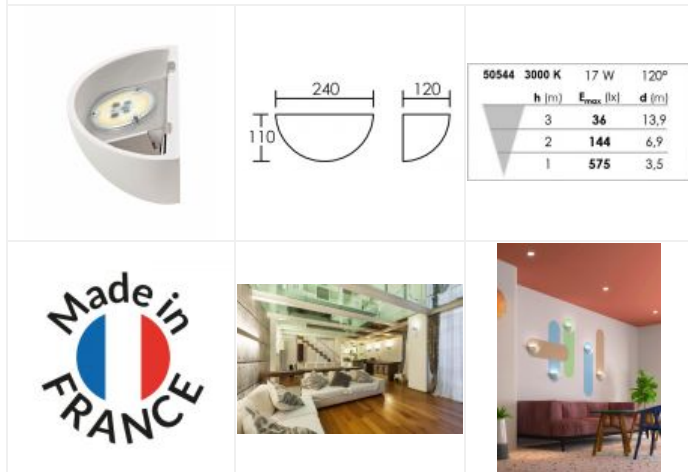 240
120
110
50544 3000 K 17 W 120°
h (m) Emax (lx) d (m)
3 36 13,9
2 144 6,9
1 575 3,5
Made in
FRANCE